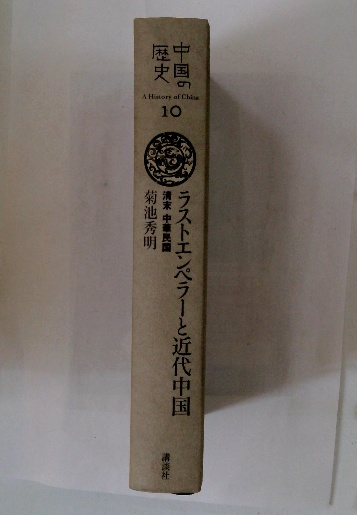 中国の
歴史
A History of China
10
ラストエンペラーと近代中国
清末 中華民国
菊池秀明
講談社